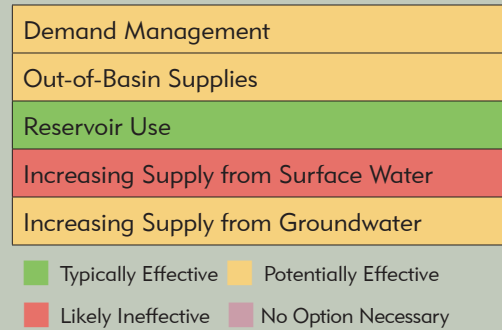 Demand Management
Out-of-Basin Supplies
Reservoir Use
Increasing Supply from Surface Water
Increasing Supply from Groundwater
Typically Effective Potentially Effective
Likely Ineffective No Option Necessary